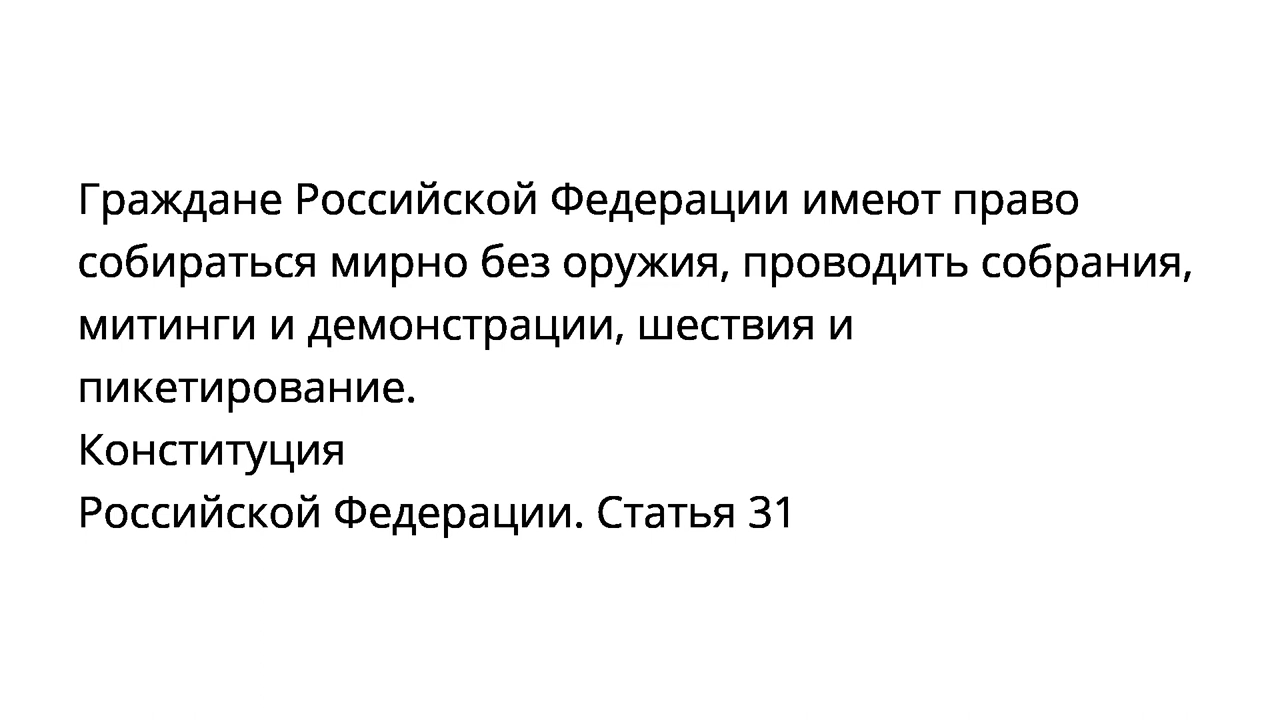 Граждане Российской Федерации имеют право
собираться мирно без оружия, проводить собрания,
митинги и демонстрации, шествия и
пикетирование.
Конституция
Российской Федерации. Статья 31